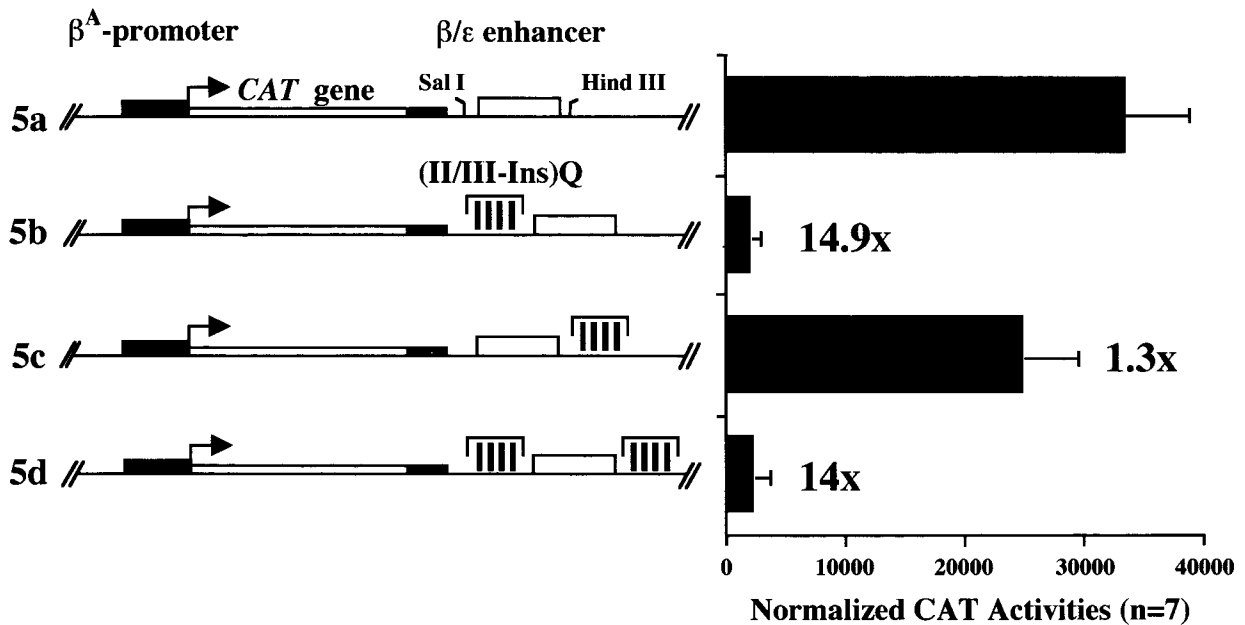 β^A-promoter β/ε enhancer
Sal I Hind III
CAT gene
5a
(II/III-Ins)Q
5b 14.9x
5c 1.3x
5d 14x
0 10000 20000 30000 40000
Normalized CAT Activities (n=7)